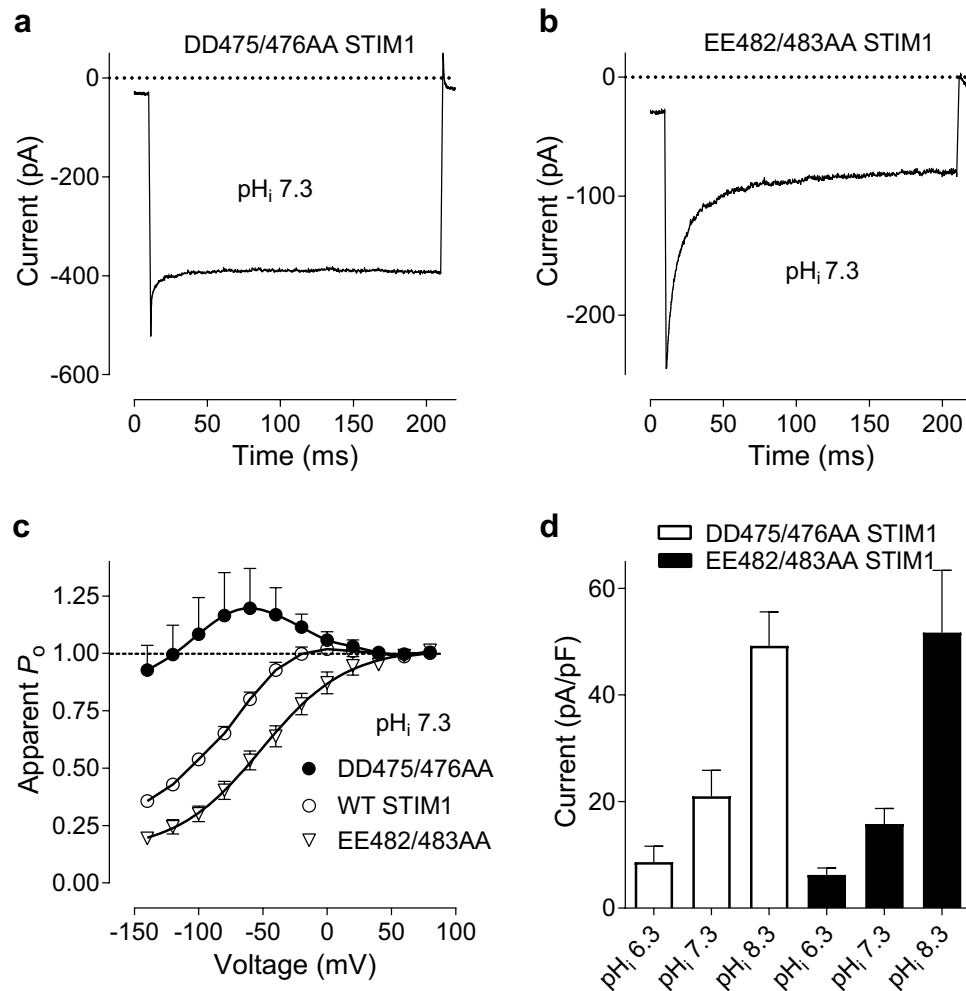 a
DD475/476AA STIM1
0
-200
-400
-600
Current (pA)
pHi 7.3
0 50 100 150 200
Time (ms)
b
EE482/483AA STIM1
0
-100
-200
Current (pA)
pHi 7.3
0 50 100 150 200
Time (ms)
c
1.25
1.00
0.75
0.50
0.25
0.00
Apparent Po
pHi 7.3
DD475/476AA
WT STIM1
EE482/483AA
-150 -100 -50 0 50 100
Voltage (mV)
d
DD475/476AA STIM1
EE482/483AA STIM1
60
40
20
0
Current (pA/pF)
pHi 6.3
pHi 7.3
pHi 8.3
pHi 6.3
pHi 7.3
pHi 8.3